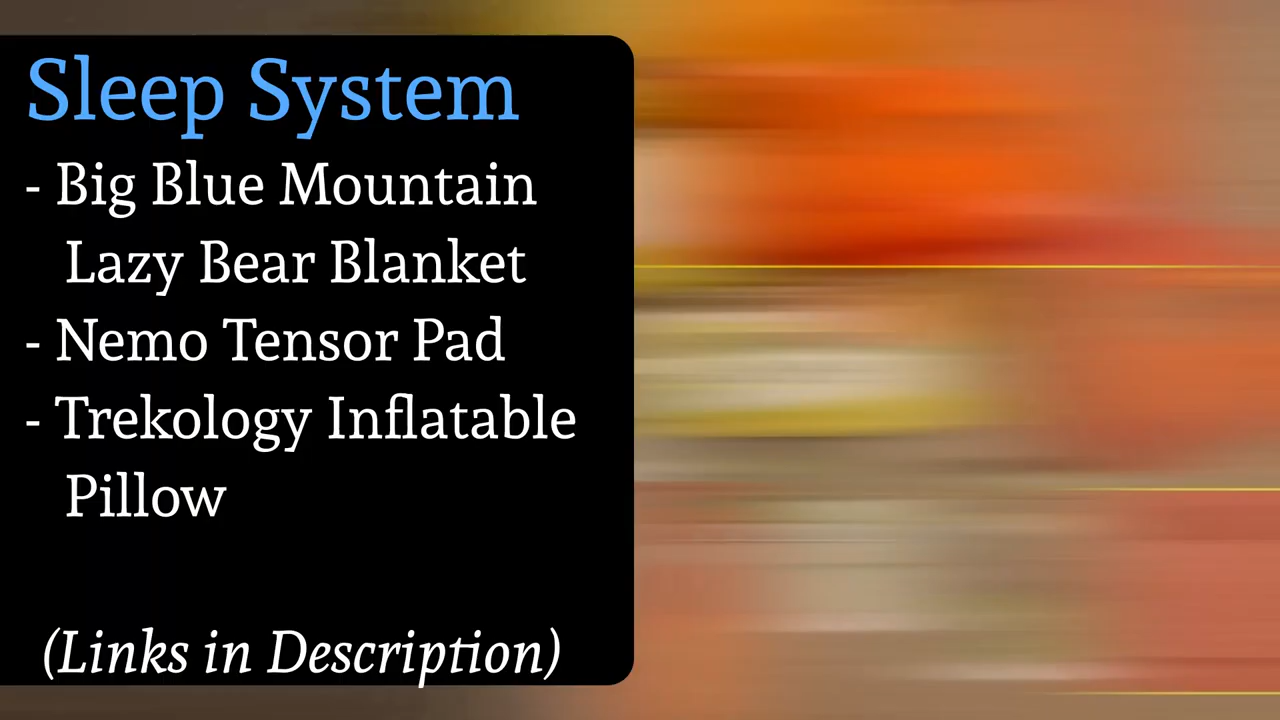 Sleep System
- Big Blue Mountain
Lazy Bear Blanket
- Nemo Tensor Pad
- Trekology Inflatable
Pillow
(Links in Description)